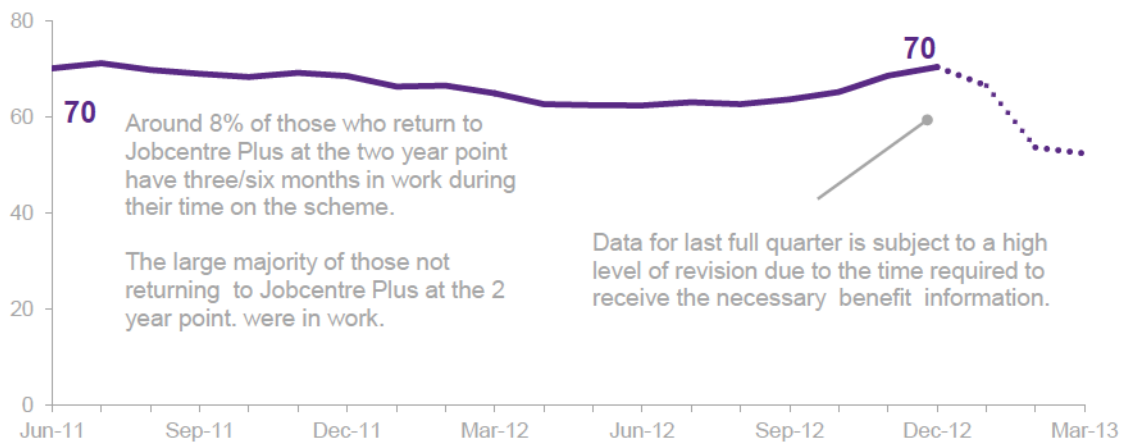 80
70
70
60
Around 8% of those who return to
Jobcentre Plus at the two year point
have three/six months in work during
their time on the scheme.
The large majority of those not
returning  to Jobcentre Plus at the 2
year point. were in work.
Data for last full quarter is subject to a high
level of revision due to the time required to
receive the necessary  benefit information.
40
20
0
Jun-11 Sep-11 Dec-11 Mar-12 Jun-12 Sep-12 Dec-12 Mar-13